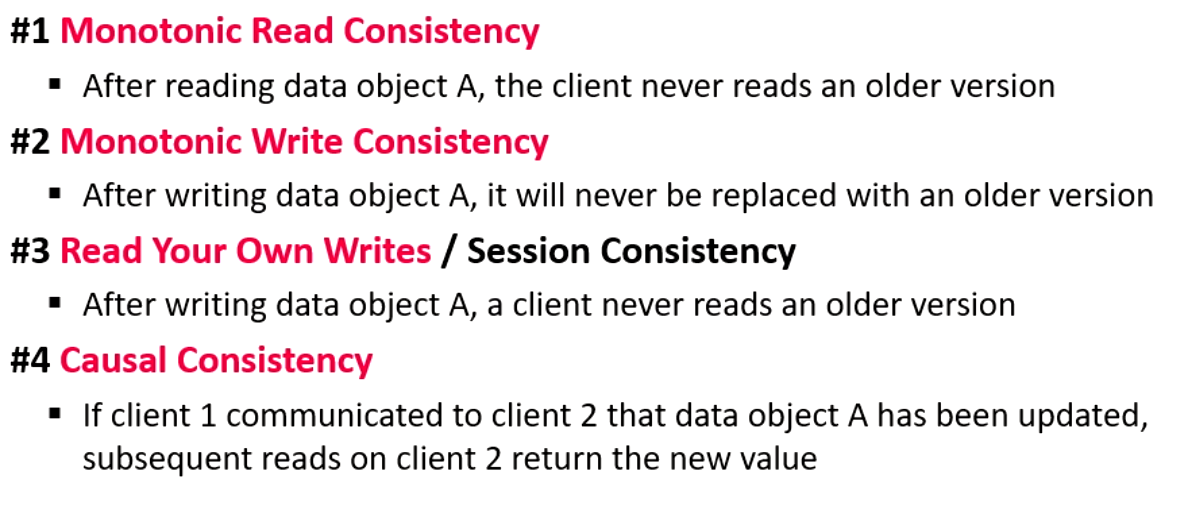 #1 Monotonic Read Consistency
▪ After reading data object A, the client never reads an older version
#2 Monotonic Write Consistency
▪ After writing data object A, it will never be replaced with an older version
#3 Read Your Own Writes / Session Consistency
▪ After writing data object A, a client never reads an older version
#4 Causal Consistency
▪ If client 1 communicated to client 2 that data object A has been updated,
subsequent reads on client 2 return the new value